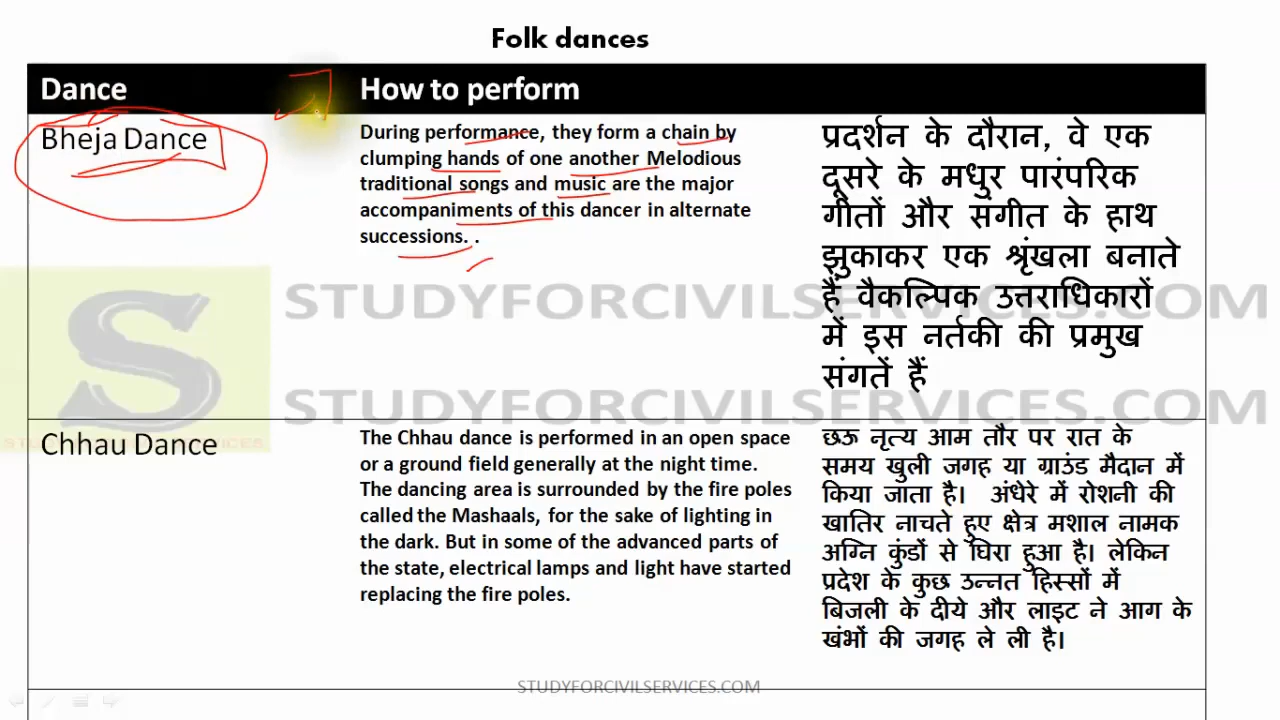 Folk dances
Dance
How to perform
Bheja Dance
During performance, they form a chain by
clumping hands of one another Melodious
traditional songs and music are the major
accompaniments of this dancer in alternate
successions. .
प्रदर्शन के दौरान, वे एक
दूसरे के मधुर पारंपरिक
गीतों और संगीत के हाथ
झुकाकर एक श्रृंखला बनाते
हैं वैकल्पिक उत्तराधिकारों
में इस नर्तकी की प्रमुख
संगतें हैं
STUDYFORCIVILSERVICES.COM
STUDYFORCIVILSERVICES.COM
S
STUDYFORCIVILSERVICES
Chhau Dance
The Chhau dance is performed in an open space
or a ground field generally at the night time.
The dancing area is surrounded by the fire poles
called the Mashaals, for the sake of lighting in
the dark. But in some of the advanced parts of
the state, electrical lamps and light have started
replacing the fire poles.
छऊ नृत्य आम तौर पर रात के
समय खुली जगह या ग्राउंड मैदान में
किया जाता है। अंधेरे में रोशनी की
खातिर नाचते हुए क्षेत्र मशाल नामक
अग्नि कुंडों से घिरा हुआ है। लेकिन
प्रदेश के कुछ उन्नत हिस्सों में
बिजली के दीये और लाइट ने आग के
खंभों की जगह ले ली है।
STUDYFORCIVILSERVICES.COM